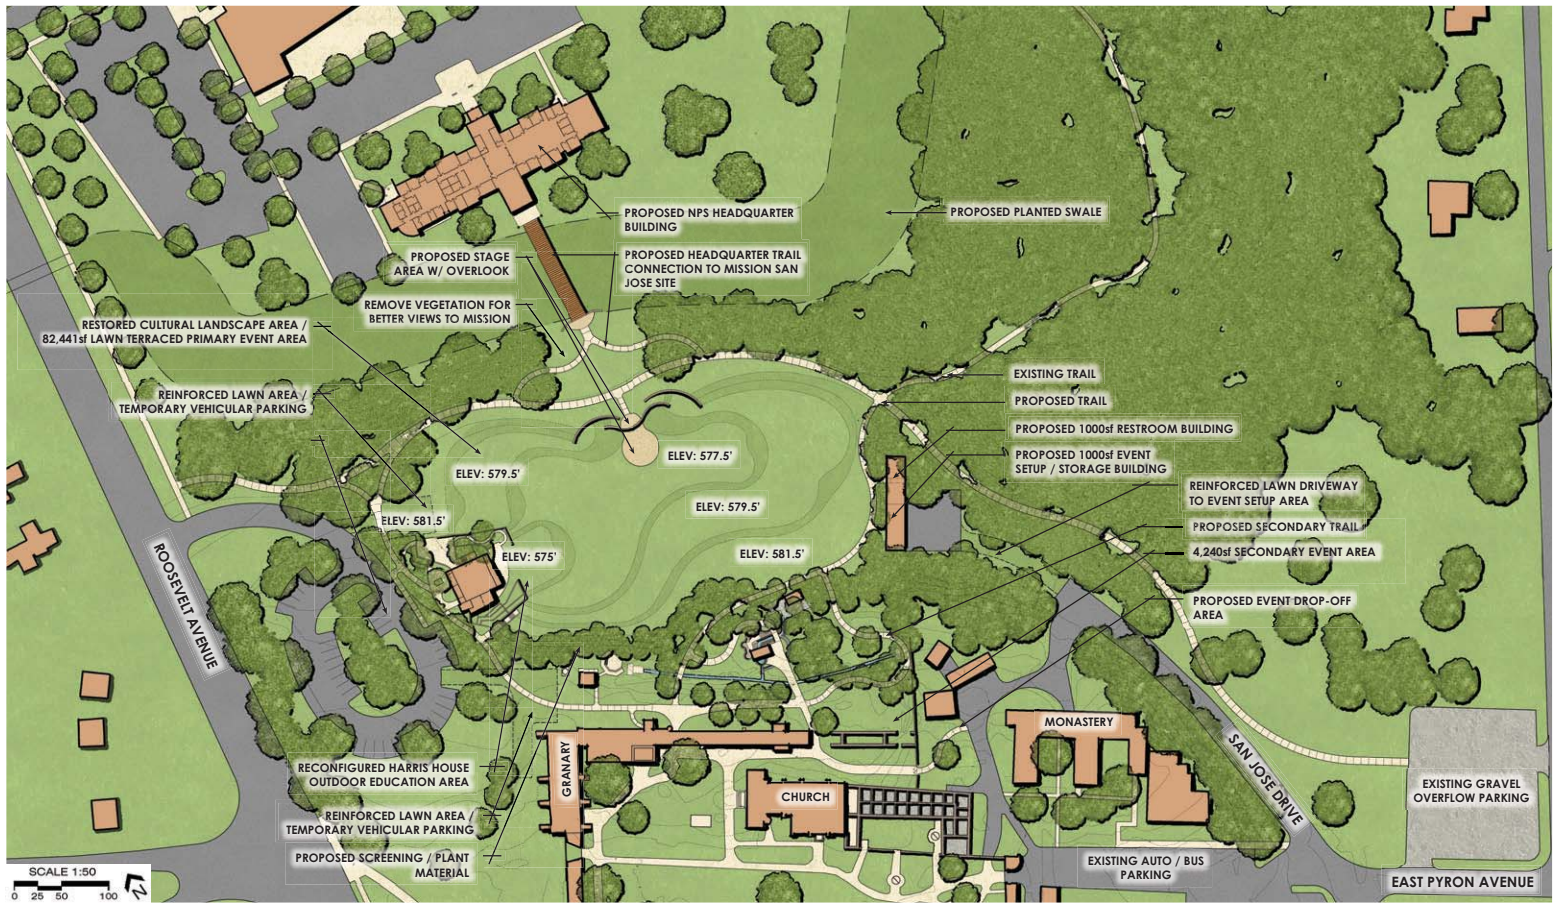 PROPOSED NPS HEADQUARTER
BUILDING
PROPOSED PLANTED SWALE
PROPOSED STAGE
AREA W/ OVERLOOK
PROPOSED HEADQUARTER TRAIL
CONNECTION TO MISSION SAN
JOSE SITE
REMOVE VEGETATION FOR
BETTER VIEWS TO MISSION
RESTORED CULTURAL LANDSCAPE AREA /
82,441sf LAWN TERRACED PRIMARY EVENT AREA
REINFORCED LAWN AREA /
TEMPORARY VEHICULAR PARKING
EXISTING TRAIL
PROPOSED TRAIL
PROPOSED 1000sf RESTROOM BUILDING
PROPOSED 1000sf EVENT
SETUP / STORAGE BUILDING
REINFORCED LAWN DRIVEWAY
TO EVENT SETUP AREA
PROPOSED SECONDARY TRAIL
4,240sf SECONDARY EVENT AREA
PROPOSED EVENT DROP-OFF
AREA
ELEV: 577.5'
ELEV: 579.5'
ELEV: 579.5'
ELEV: 581.5'
ELEV: 575'
ELEV: 581.5'
ROOSEVELT AVENUE
RECONFIGURED HARRIS HOUSE
OUTDOOR EDUCATION AREA
REINFORCED LAWN AREA /
TEMPORARY VEHICULAR PARKING
PROPOSED SCREENING / PLANT
MATERIAL
GRANARY
CHURCH
MONASTERY
SAN JOSE DRIVE
EXISTING GRAVEL
OVERFLOW PARKING
EXISTING AUTO / BUS
PARKING
EAST PYRON AVENUE
SCALE 1:50
0 25 50 100
N